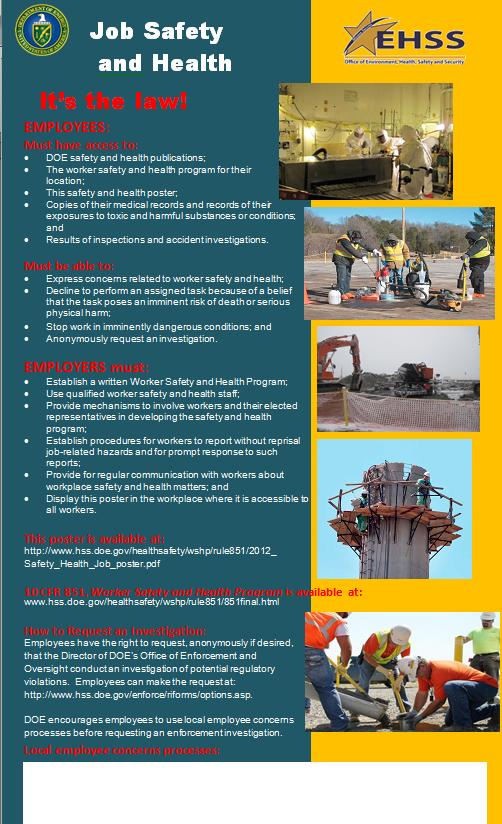 Job Safety
and Health
EHSS
Office of Environment, Health, Safety and Security
It's the law!
EMPLOYEES:
Must have access to:
• DOE safety and health publications;
• The worker safety and health program for their
location;
• This safety and health poster;
• Copies of their medical records and records of their
exposures to toxic and harmful substances or conditions;
and
• Results of inspections and accident investigations.
Must be able to:
• Express concerns related to worker safety and health;
• Decline to perform an assigned task because of a belief
that the task poses an imminent risk of death or serious
physical harm;
• Stop work in imminently dangerous conditions; and
• Anonymously request an investigation.
EMPLOYERS must:
• Establish a written Worker Safety and Health Program;
• Use qualified worker safety and health staff;
• Provide mechanisms to involve workers and their elected
representatives in developing the safety and health
program;
• Establish procedures for workers to report without reprisal
job-related hazards and for prompt response to such
reports;
• Provide for regular communication with workers about
workplace safety and health matters; and
• Display this poster in the workplace where it is accessible to
all workers.
This poster is available at:
http://www.hss.doe.gov/healthsafety/wshp/rule851/2012_
Safety_Health_Job_poster.pdf
10 CFR 851, Worker Safety and Health Program is available at:
www.hss.doe.gov/healthsafety/wshp/rule851/851final.html
How to Request an Investigation:
Employees have the right to request, anonymously if desired,
that the Director of DOE's Office of Enforcement and
Oversight conduct an investigation of potential regulatory
violations. Employees can make the request at:
http://www.hss.doe.gov/enforce/riforms/options.asp.
DOE encourages employees to use local employee concerns
processes before requesting an enforcement investigation.
Local employee concerns processes: